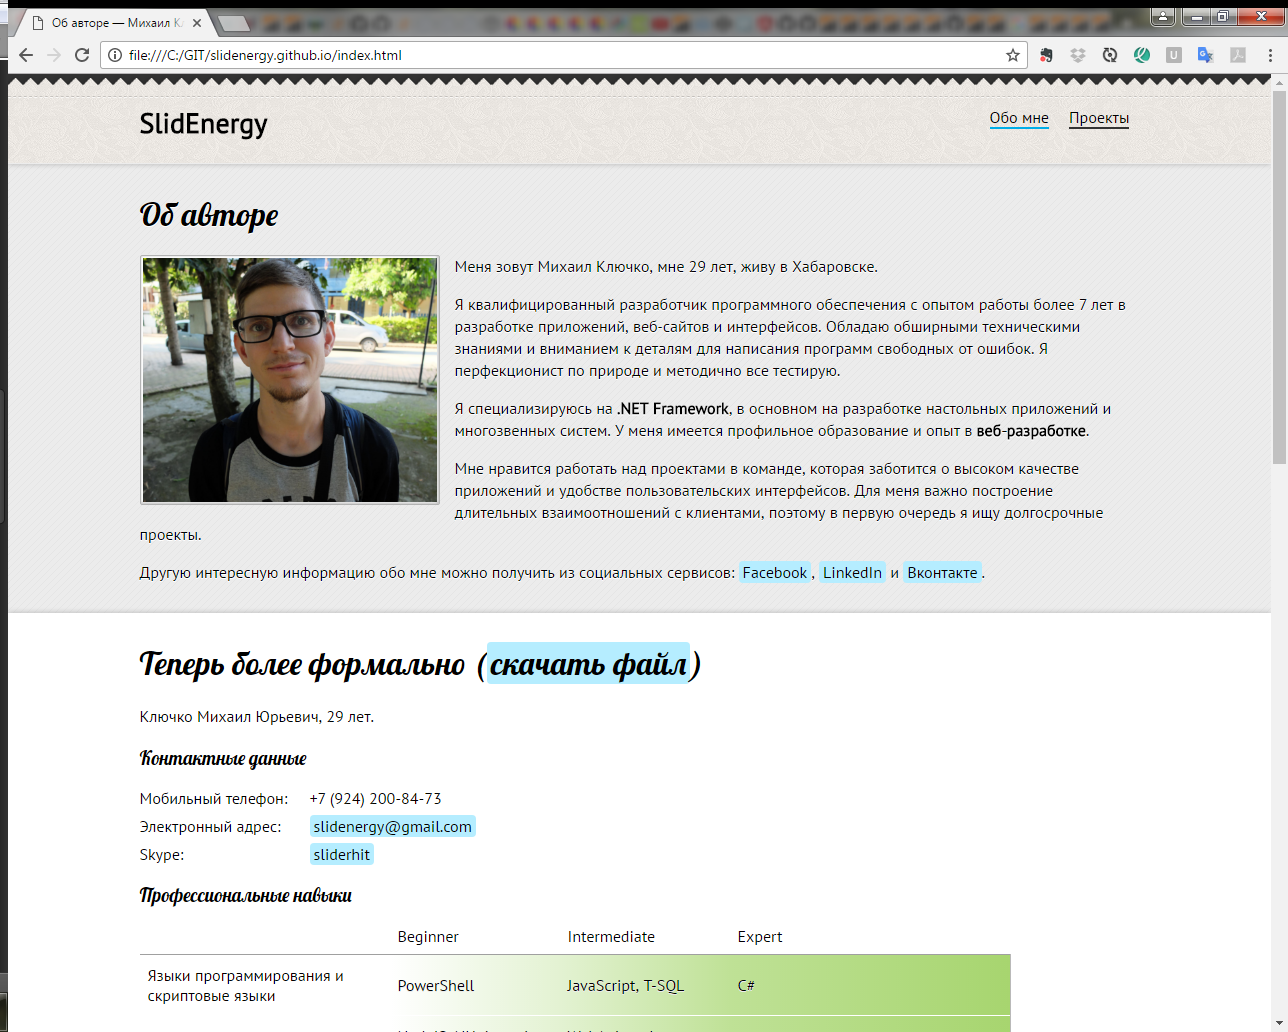 Об авторе — Михаил К
file:///C:/GIT/slidenergy.github.io/index.html
SlidEnergy
Обо мне Проекты
Об авторе
Меня зовут Михаил Ключко, мне 29 лет, живу в Хабаровске.
Я квалифицированный разработчик программного обеспечения с опытом работы более 7 лет в
разработке приложений, веб-сайтов и интерфейсов. Обладаю обширными техническими
знаниями и вниманием к деталям для написания программ свободных от ошибок. Я
перфекционист по природе и методично все тестирую.
Я специализируюсь на .NET Framework, в основном на разработке настольных приложений и
многозвенных систем. У меня имеется профильное образование и опыт в веб-разработке.
Мне нравится работать над проектами в команде, которая заботится о высоком качестве
приложений и удобстве пользовательских интерфейсов. Для меня важно построение
длительных взаимоотношений с клиентами, поэтому в первую очередь я ищу долгосрочные
проекты.
Другую интересную информацию обо мне можно получить из социальных сервисов: Facebook, LinkedIn и Вконтакте.
Теперь более формально (скачать файл)
Ключко Михаил Юрьевич, 29 лет.
Контактные данные
Мобильный телефон: +7 (924) 200-84-73
Электронный адрес: slidenergy@gmail.com
Skype: sliderhit
Профессиональные навыки
Beginner Intermediate Expert
Языки программирования и
скриптовые языки
PowerShell JavaScript, T-SQL C#